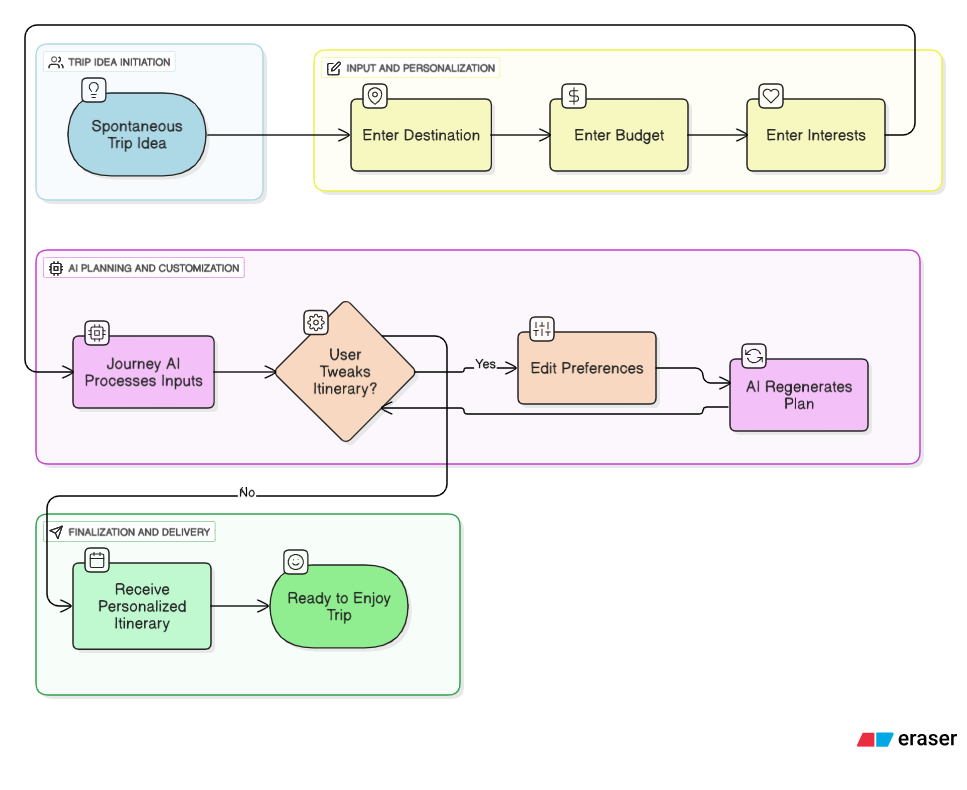 TRIP IDEA INITIATION
Spontaneous
Trip Idea
INPUT AND PERSONALIZATION
Enter Destination
Enter Budget
Enter Interests
AI PLANNING AND CUSTOMIZATION
Journey AI
Processes Inputs
User
Tweaks
Itinerary?
Yes
Edit Preferences
AI Regenerates
Plan
No
FINALIZATION AND DELIVERY
Receive
Personalized
Itinerary
Ready to Enjoy
Trip
eraser